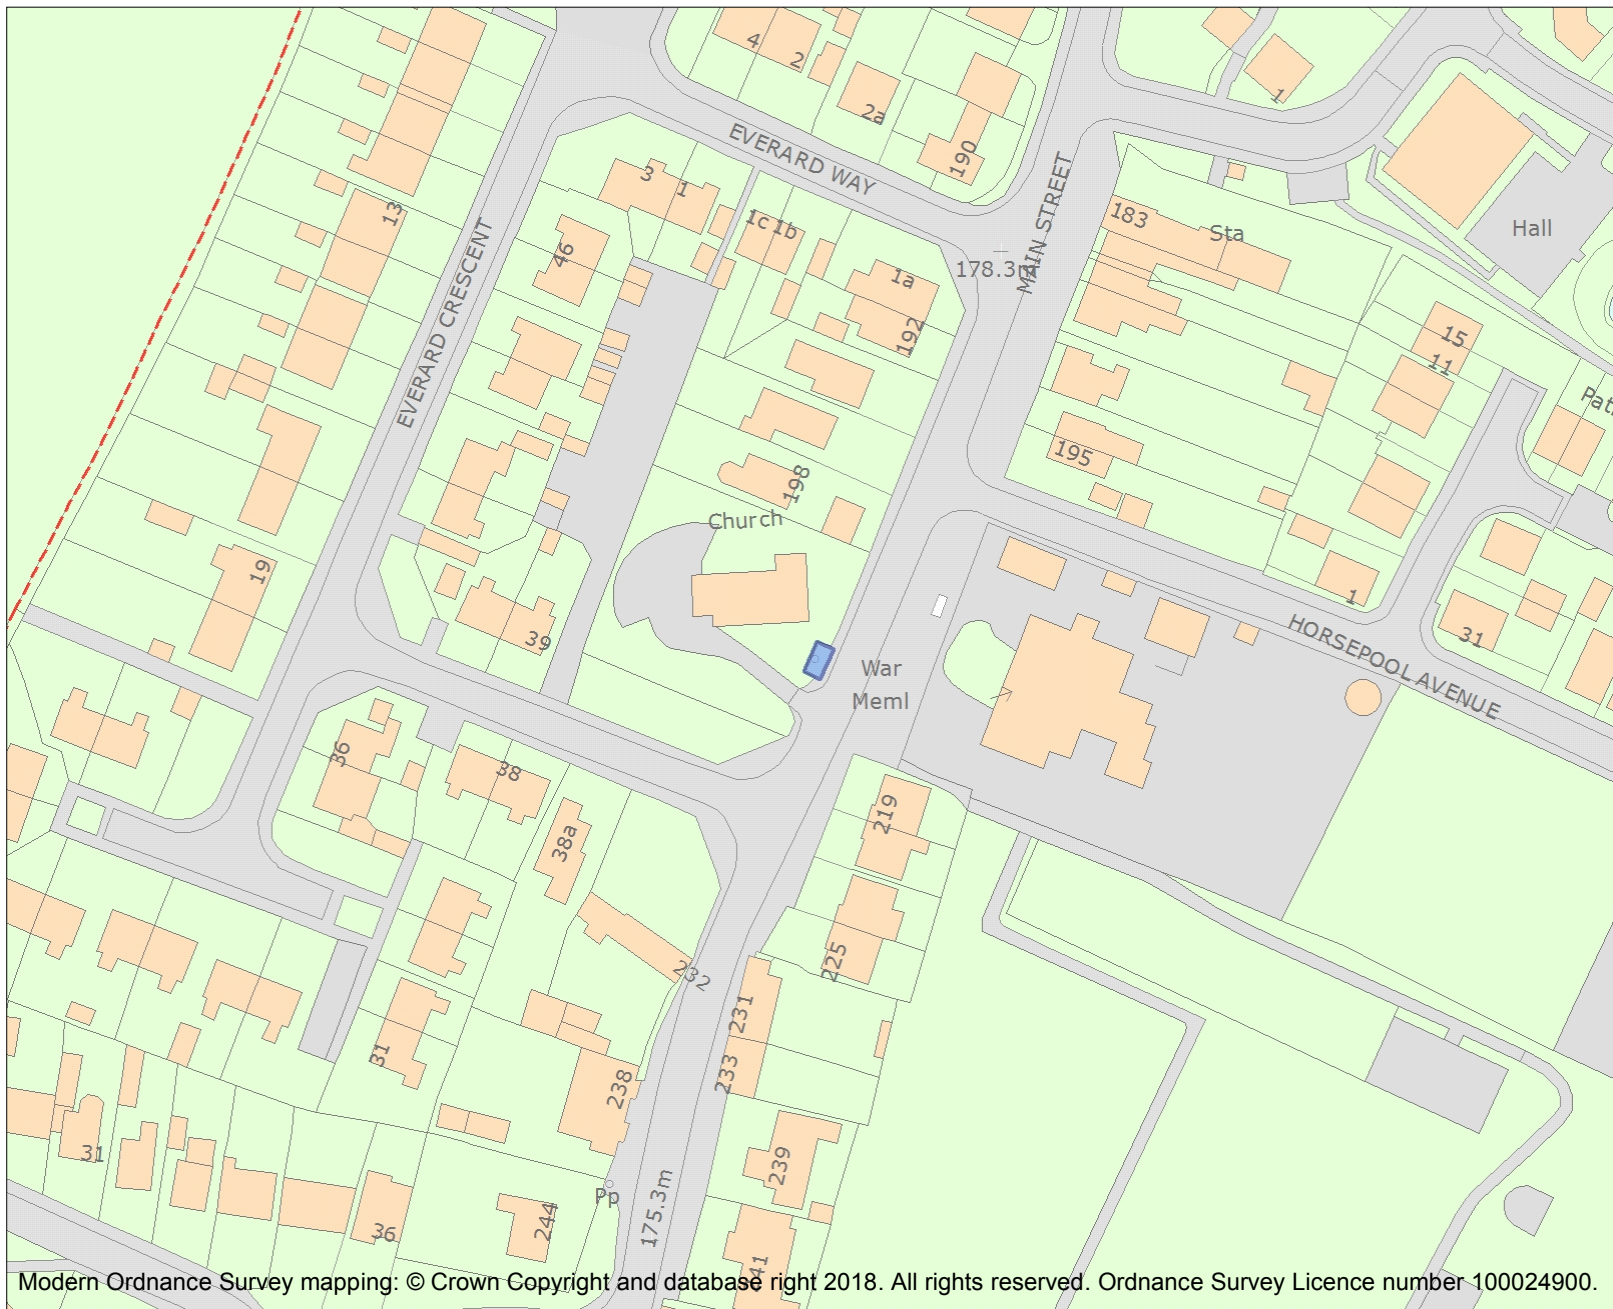 4
2
2a
EVERARD WAY
190
1
MAIN STREET
3
1
13
1c 1b
183
Sta
Hall
46
1a
178.3m
EVERARD CRESCENT
192
15
11
195
198
Church
19
39
1
31
HORSEPOOL AVENUE
War
Meml
36
38
38a
219
225
232
231
233
31
238
31
239
Pp
175.3m
36
244
Modern Ordnance Survey mapping: © Crown Copyright and database right 2018. All rights reserved. Ordnance Survey Licence number 100024900.